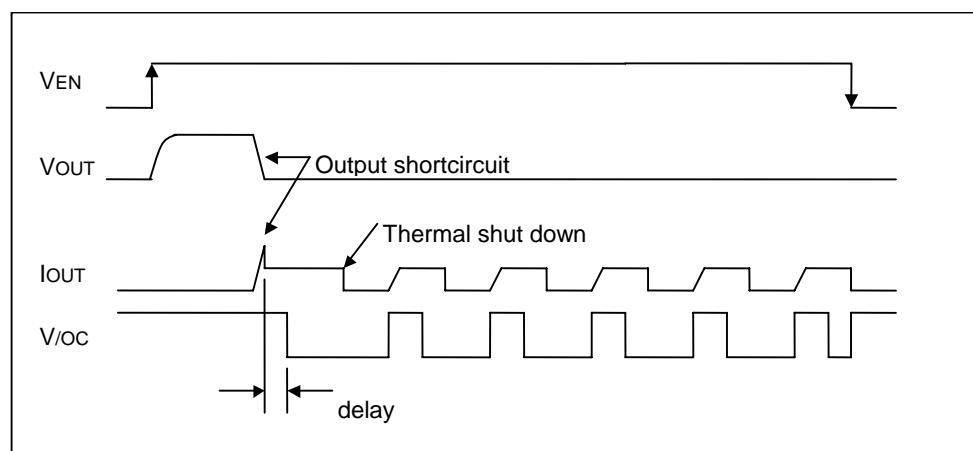 VEN
VOUT
Output shortcircuit
Thermal shut down
IOUT
V/OC
delay